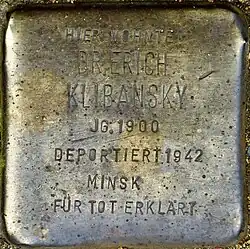 HIER WOHNTE
DR. ERICH
KLIBANSKY
JG. 1900
DEPORTIERT 1942
MINSK
FÜR TOT ERKLÄRT